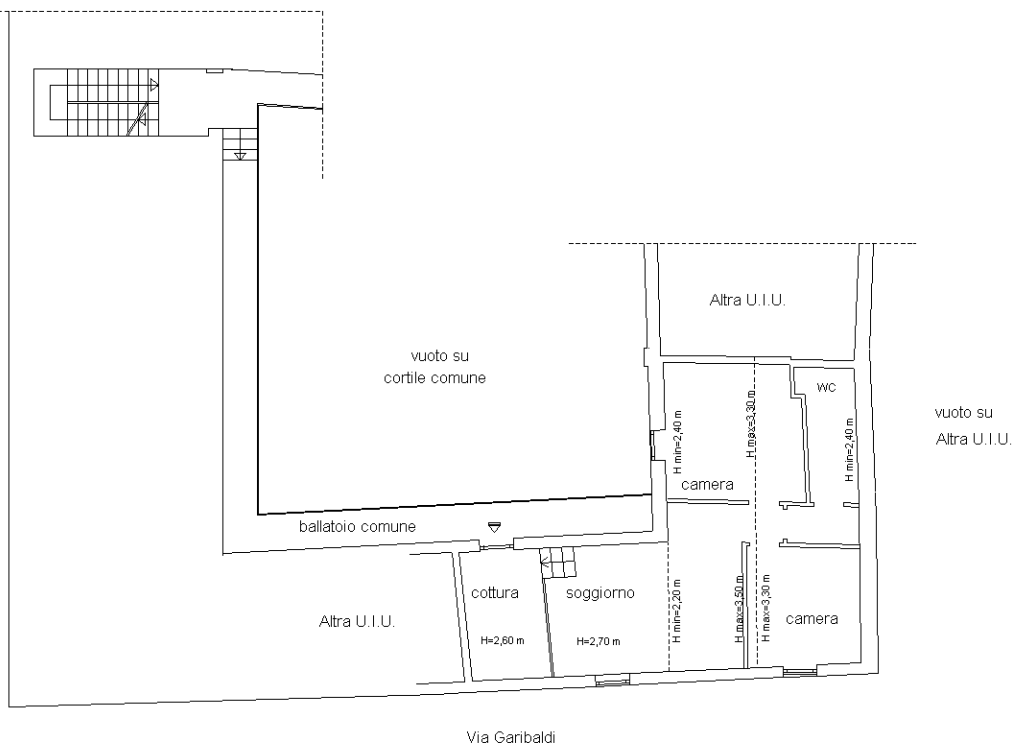 Altra U.I.U.
vuoto su
cortile comune
wc
H min=2,40 m
H max=3,30 m
H min=2,40 m
vuoto su
Altra U.I.U.
camera
ballatoio comune
cottura
soggiorno
H min=2,20 m
H max=3,50 m
H max=3,30 m
Altra U.I.U.
camera
H=2,60 m
H=2,70 m
Via Garibaldi